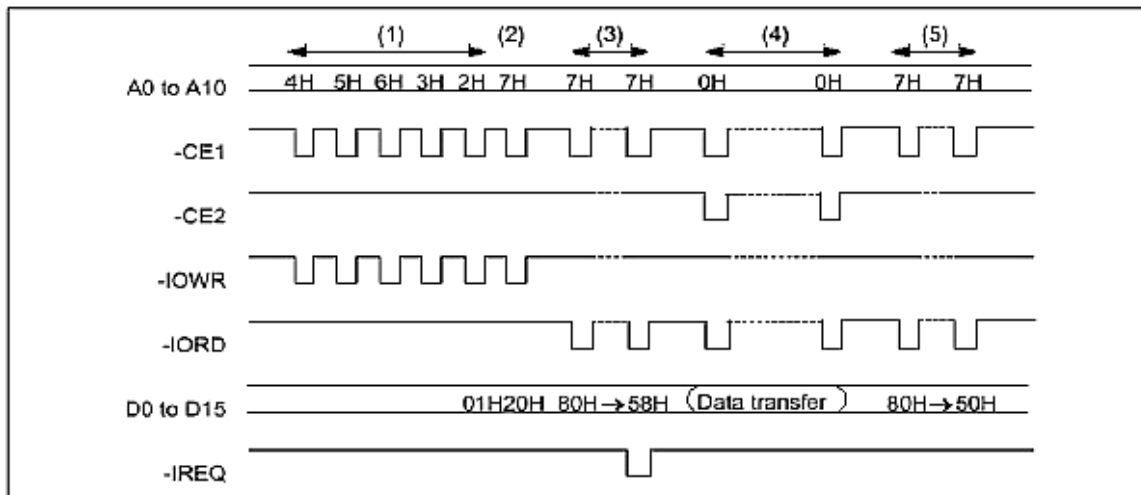 (1) (2) (3) (4) (5)
A0 to A10 4H 5H 6H 3H 2H 7H 7H 7H 0H 0H 7H 7H
-CE1
-CE2
-IOWR
-IORD
D0 to D15 01H20H 80H→58H (Data transfer) 80H→50H
-IREQ